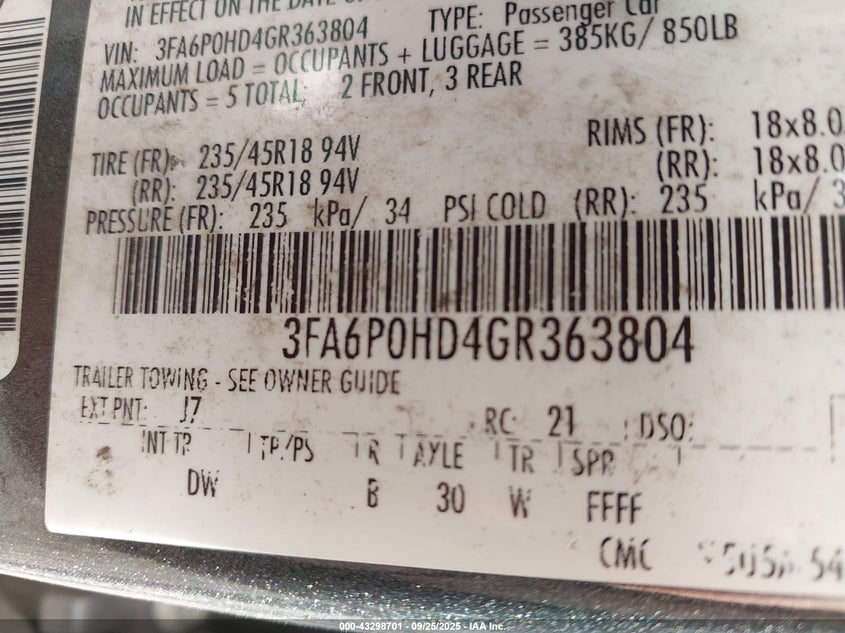 IN EFFECT ON THE DATE OF
VIN: 3FA6P0HD4GR363804 TYPE: Passenger Car
MAXIMUM LOAD = OCCUPANTS + LUGGAGE = 385KG/ 850LB
OCCUPANTS = 5 TOTAL, 2 FRONT, 3 REAR
TIRE (FR): 235/45R18 94V RIMS (FR): 18x8.0
(RR): 235/45R18 94V (RR): 18x8.0
PRESSURE (FR): 235 kPa/ 34 PSI COLD (RR): 235 kPa/ 3
3FA6P0HD4GR363804
TRAILER TOWING - SEE OWNER GUIDE
EXT PNT: J7 RC: 21 DSO:
INT TR TP/PS R AXLE TR SPR
DW B 30 W FFFF
CMC
000-43298701 - 09/25/2025 - IAA Inc.